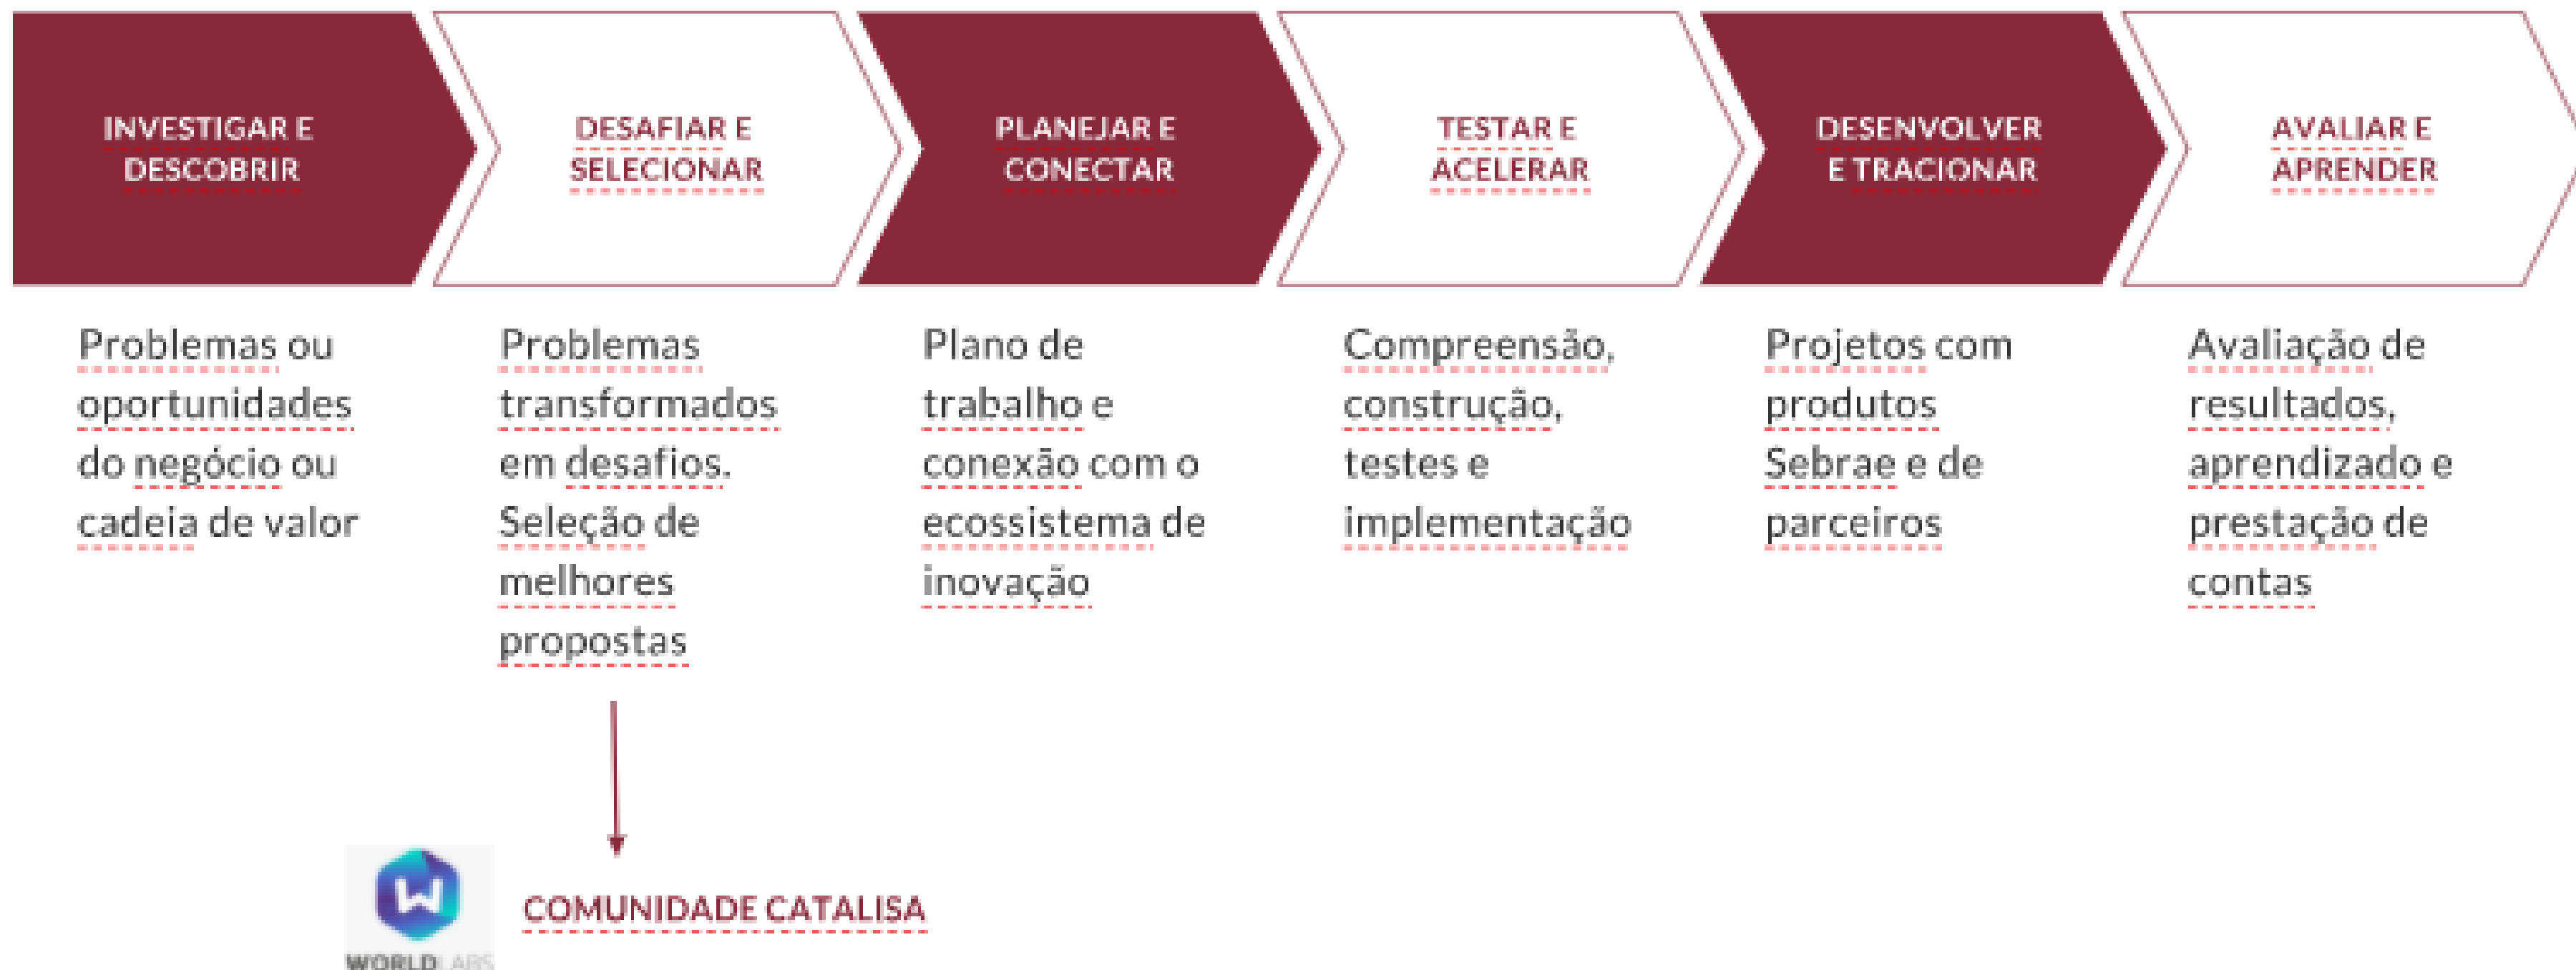 INVESTIGAR E
DESCOBRIR
DESAFIAR E
SELECIONAR
PLANEJAR E
CONECTAR
TESTAR E
ACELERAR
DESENVOLVER
E TRACIONAR
AVALIAR E
APRENDER
Problemas ou
oportunidades
do negócio ou
cadeia de valor
Problemas
transformados
em desafios.
Seleção de
melhores
propostas
Plano de
trabalho e
conexão com o
ecossistema de
inovação
Compreensão,
construção,
testes e
implementação
Projetos com
produtos
Sebrae e de
parceiros
Avaliação de
resultados,
aprendizado e
prestação de
contas
W
COMUNIDADE CATALISA
WORLDLABS